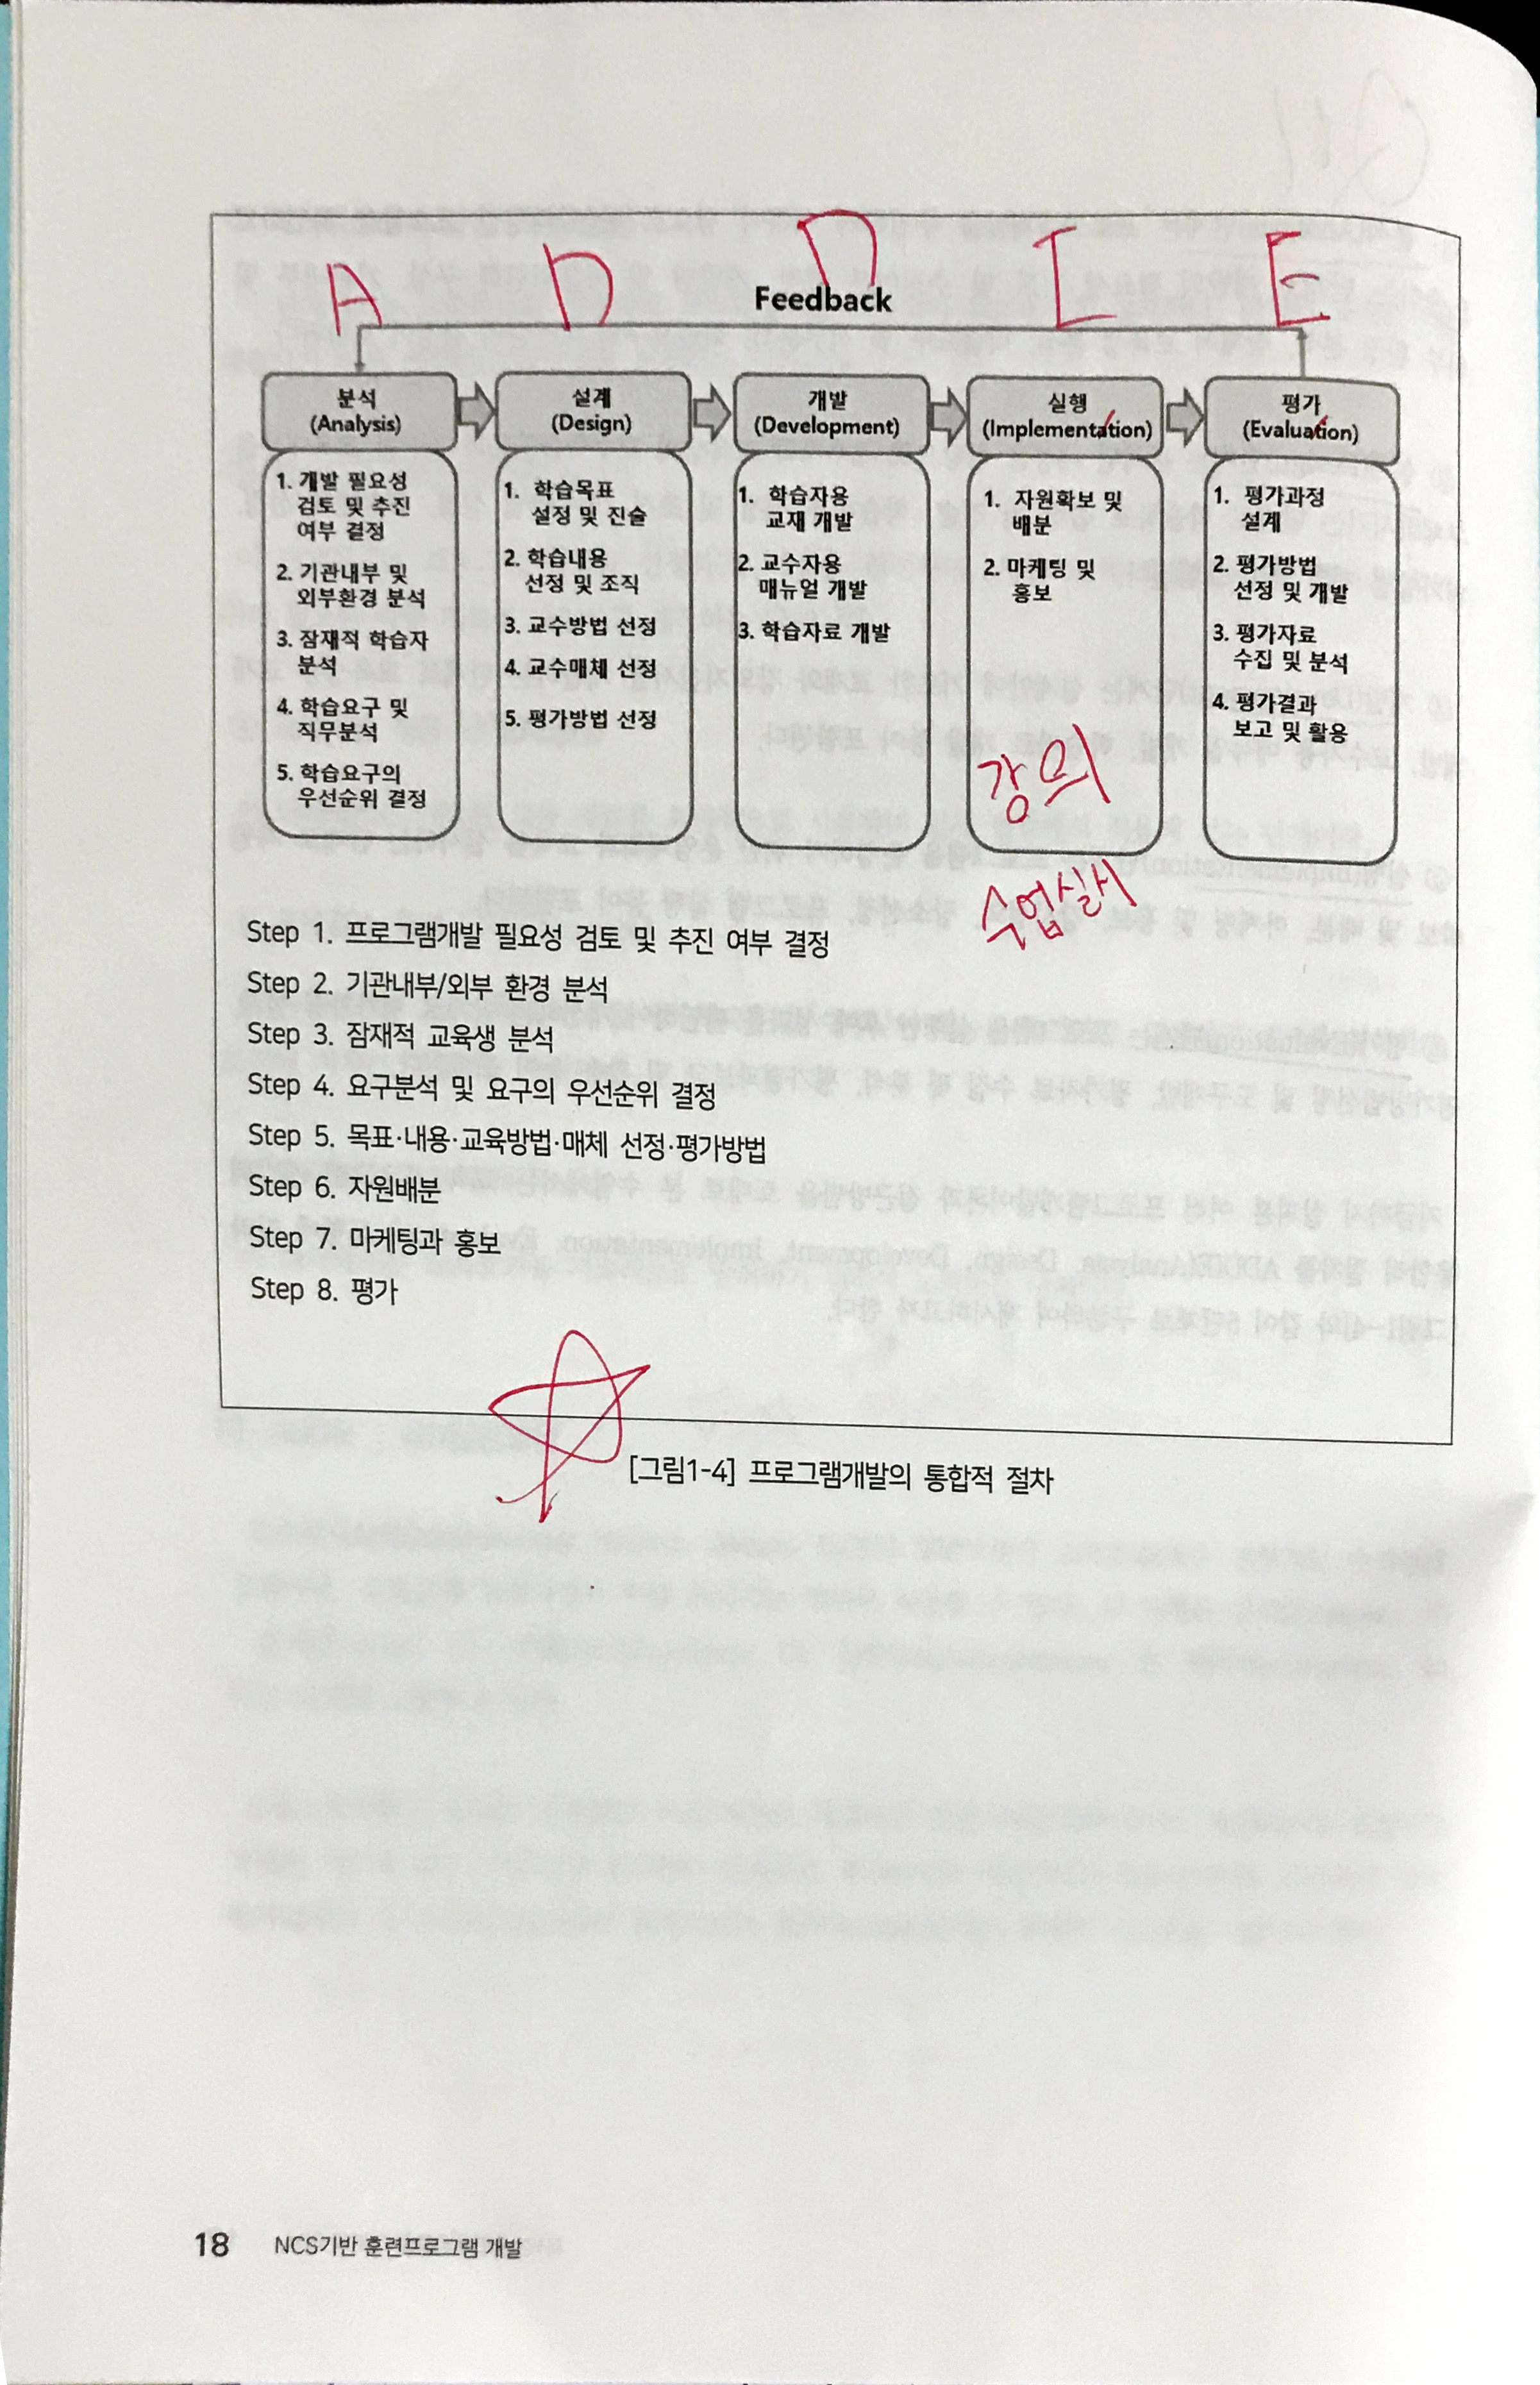 A D D I E
Feedback
분석
(Analysis)
1. 개발 필요성
검토 및 추진
여부 결정
2. 기관내부 및
외부환경 분석
3. 잠재적 학습자
분석
4. 학습요구 및
직무분석
5. 학습요구의
우선순위 결정
설계
(Design)
1. 학습목표
설정 및 진술
2. 학습내용
선정 및 조직
3. 교수방법 선정
4. 교수매체 선정
5. 평가방법 선정
개발
(Development)
1. 학습자용
교재 개발
2. 교수자용
매뉴얼 개발
3. 학습자료 개발
실행
(Implementation)
1. 자원확보 및
배분
2. 마케팅 및
홍보
강의
수업실시
평가
(Evaluation)
1. 평가과정
설계
2. 평가방법
선정 및 개발
3. 평가자료
수집 및 분석
4. 평가결과
보고 및 활용
Step 1. 프로그램개발 필요성 검토 및 추진 여부 결정
Step 2. 기관내부/외부 환경 분석
Step 3. 잠재적 교육생 분석
Step 4. 요구분석 및 요구의 우선순위 결정
Step 5. 목표·내용·교육방법·매체 선정·평가방법
Step 6. 자원배분
Step 7. 마케팅과 홍보
Step 8. 평가
[그림1-4] 프로그램개발의 통합적 절차
18 NCS기반 훈련프로그램 개발